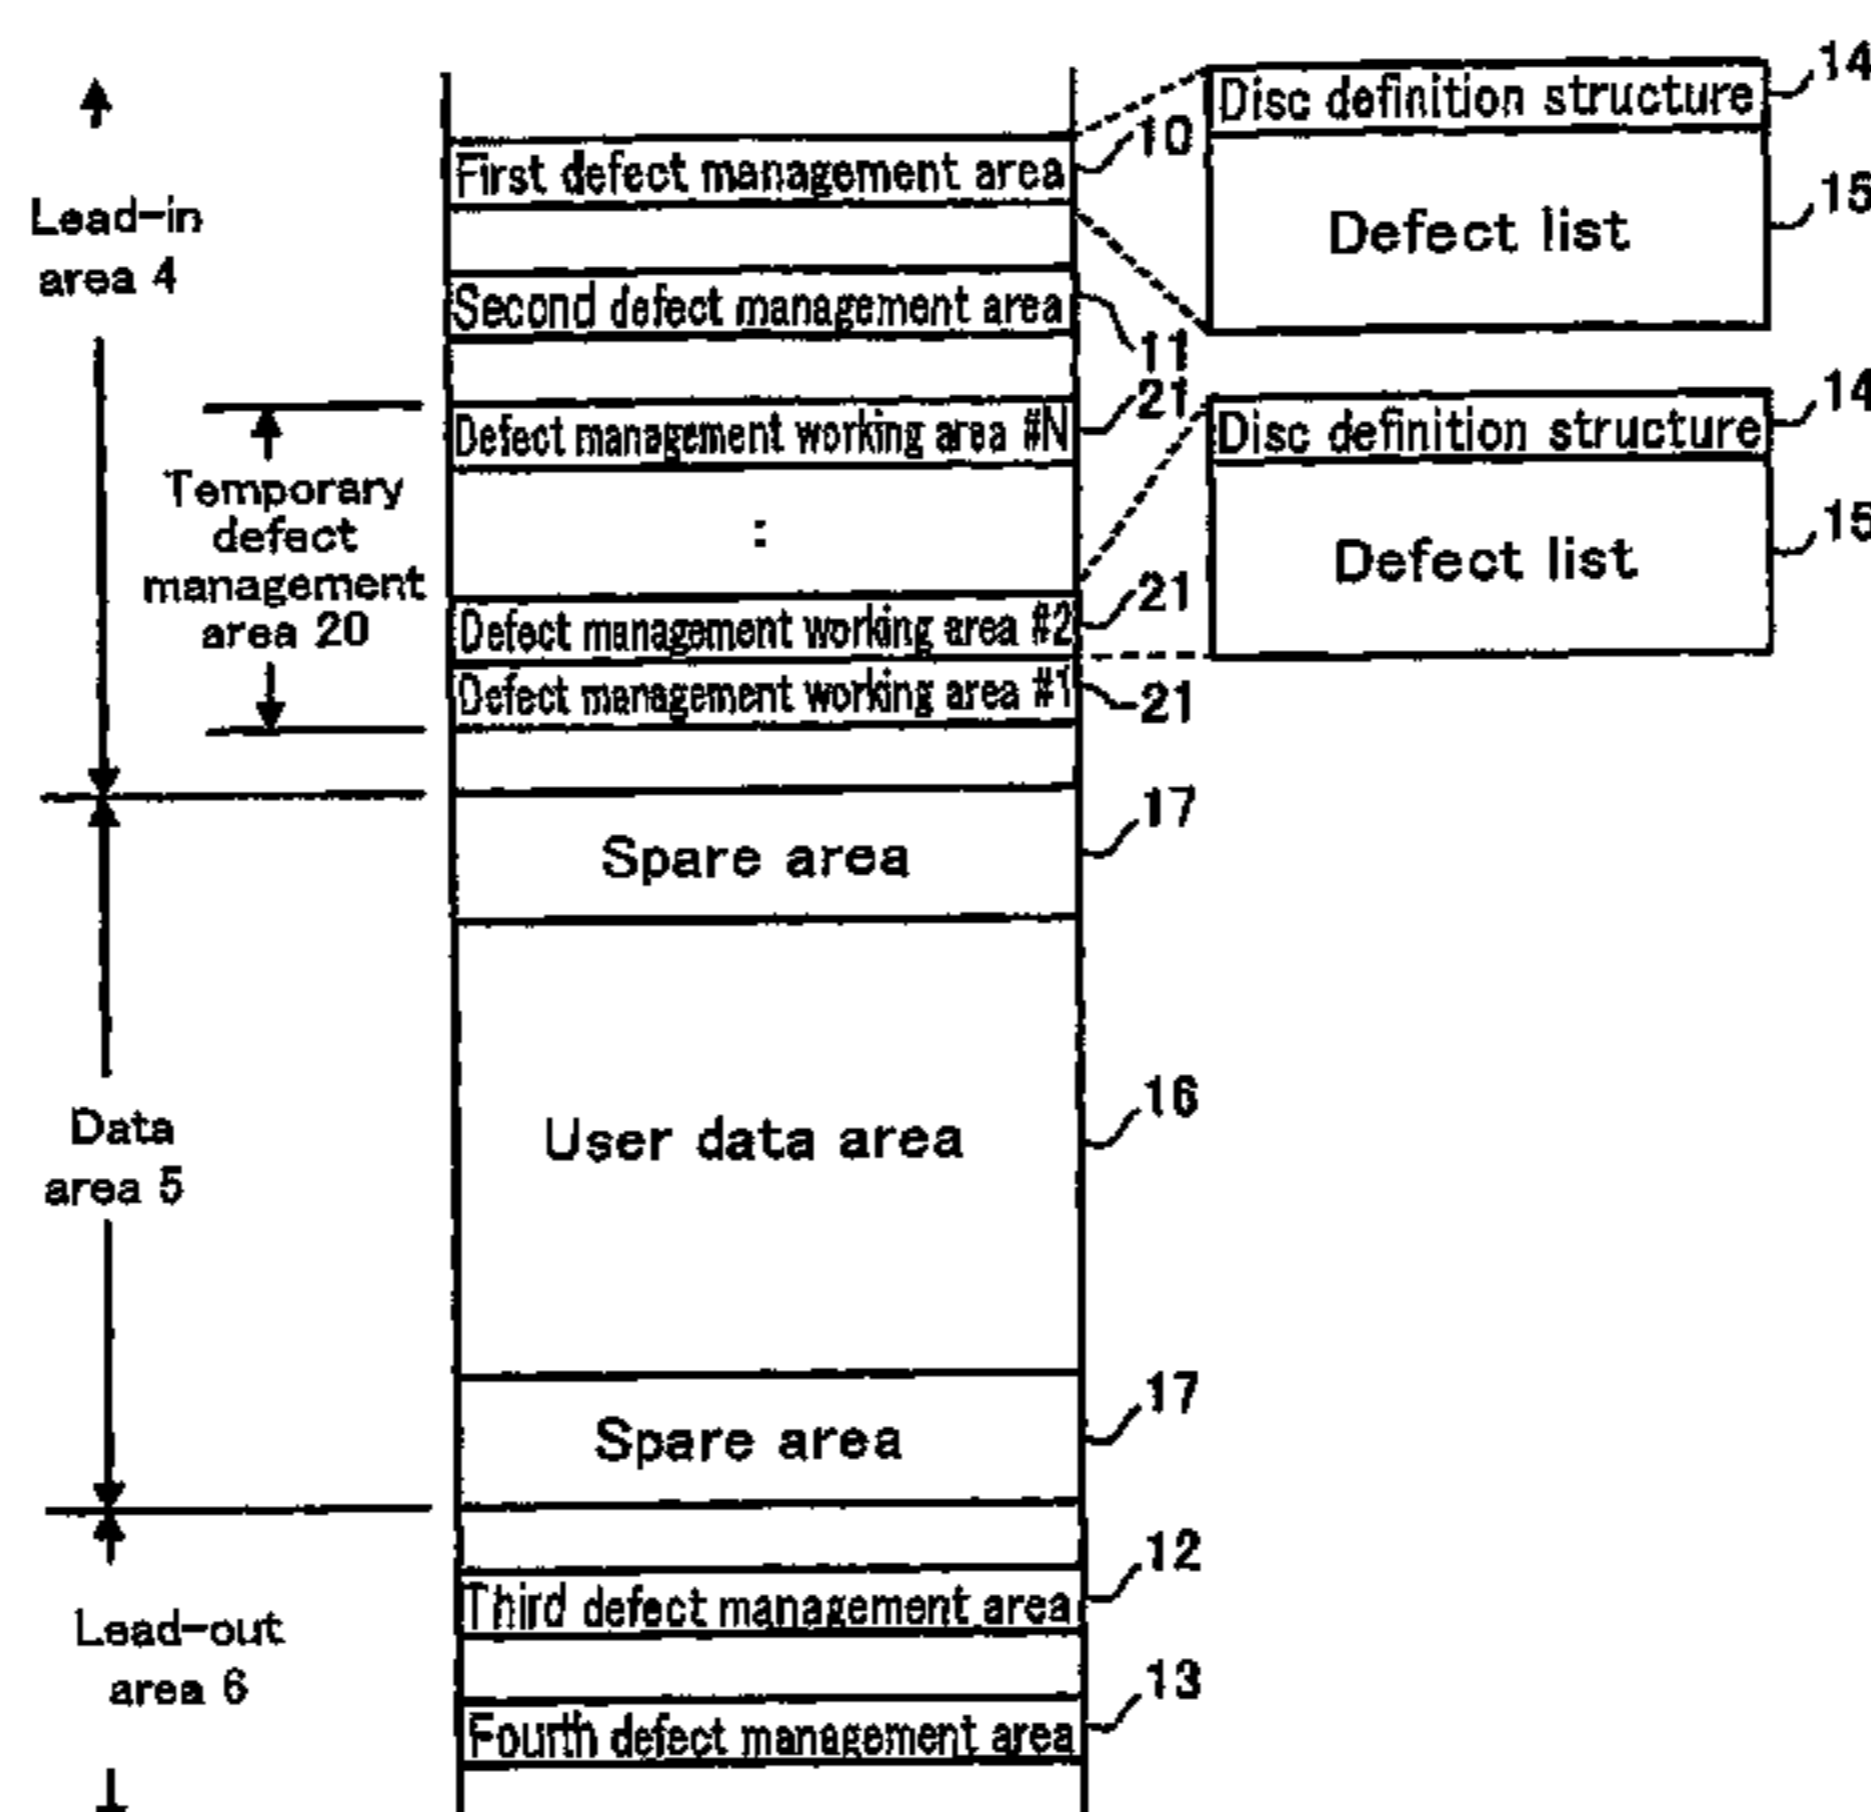 Disc definition structure 14
First defect management area 10
Defect list 15
Lead-in
area 4
Second defect management area 11
Defect management working area #N 21
Disc definition structure 14
Temporary
defect
management
area 20
:
Defect list 15
Defect management working area #2 21
Defect management working area #1 21
Spare area 17
User data area 16
Data
area 5
Spare area 17
Third defect management area 12
Lead-out
area 6
Fourth defect management area 13